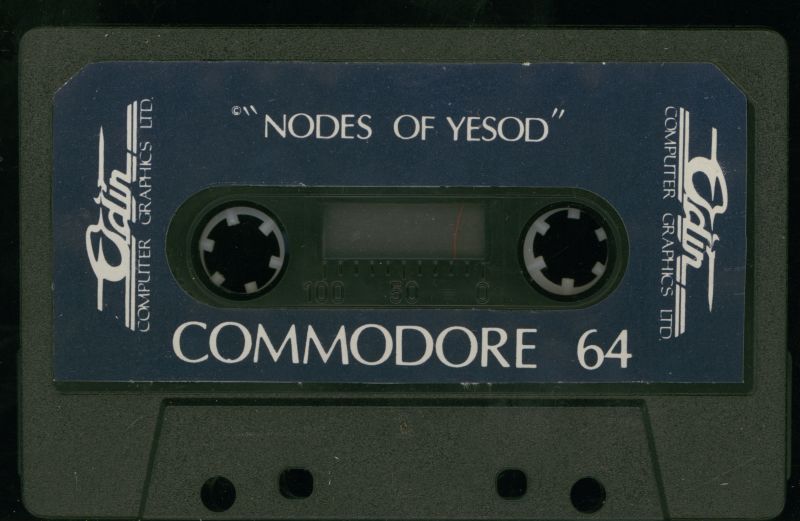 ©"NODES OF YESOD"
Odin
COMPUTER GRAPHICS LTD.
100 50 0
COMMODORE 64
Odin
COMPUTER GRAPHICS LTD.